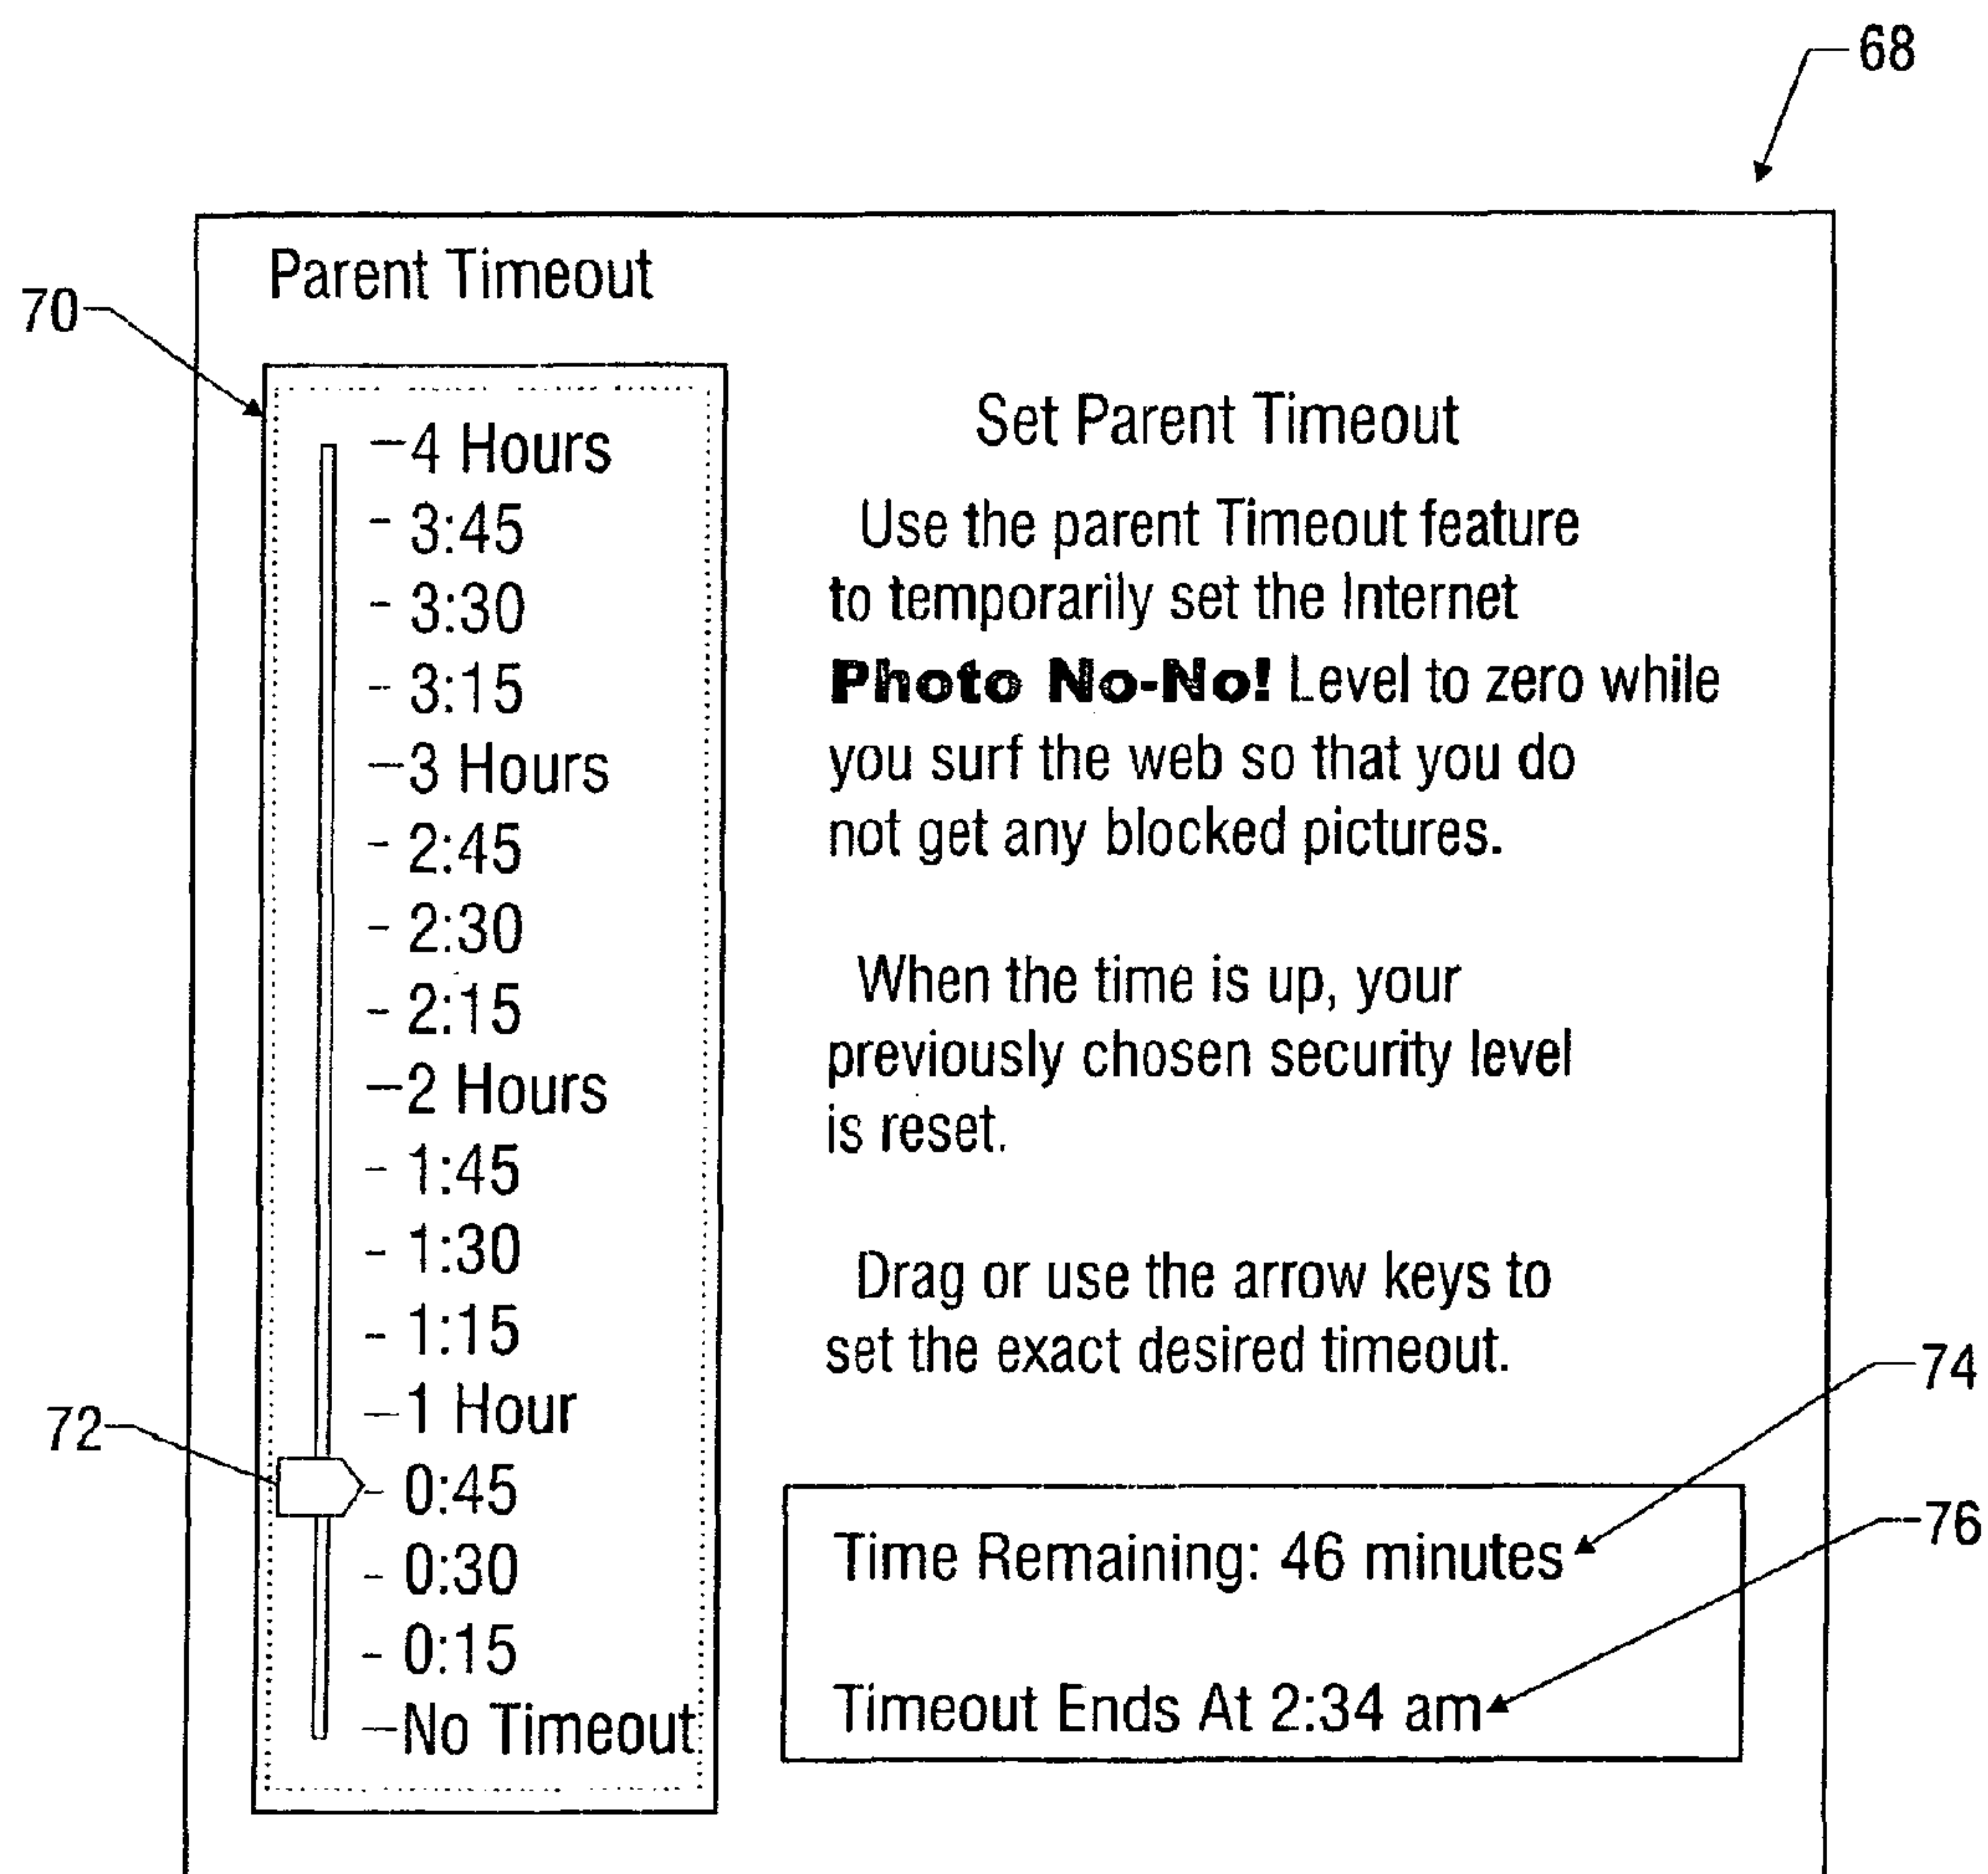 68
Parent Timeout
70
4 Hours
3:45
3:30
3:15
3 Hours
2:45
2:30
2:15
2 Hours
1:45
1:30
1:15
1 Hour
72
0:45
0:30
0:15
No Timeout
Set Parent Timeout
Use the parent Timeout feature
to temporarily set the Internet
Photo No-No! Level to zero while
you surf the web so that you do
not get any blocked pictures.
When the time is up, your
previously chosen security level
is reset.
Drag or use the arrow keys to
set the exact desired timeout.
74
Time Remaining: 46 minutes
76
Timeout Ends At 2:34 am